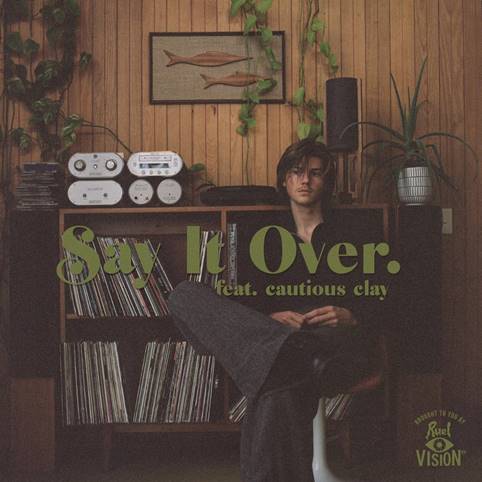 Say It Over.
feat. cautious clay
BROUGHT TO YOU BY
Ruel
VISION